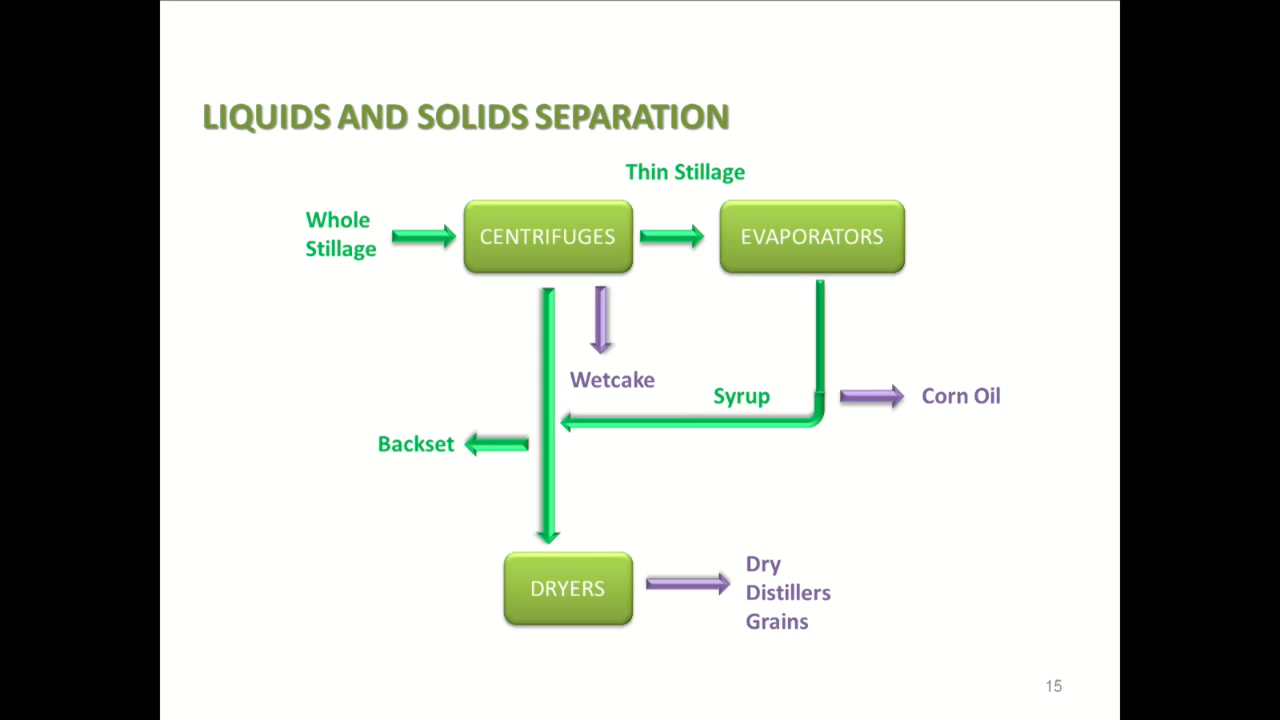 LIQUIDS AND SOLIDS SEPARATION
Thin Stillage
Whole
Stillage
CENTRIFUGES
EVAPORATORS
Wetcake
Syrup
Corn Oil
Backset
DRYERS
Dry
Distillers
Grains
15